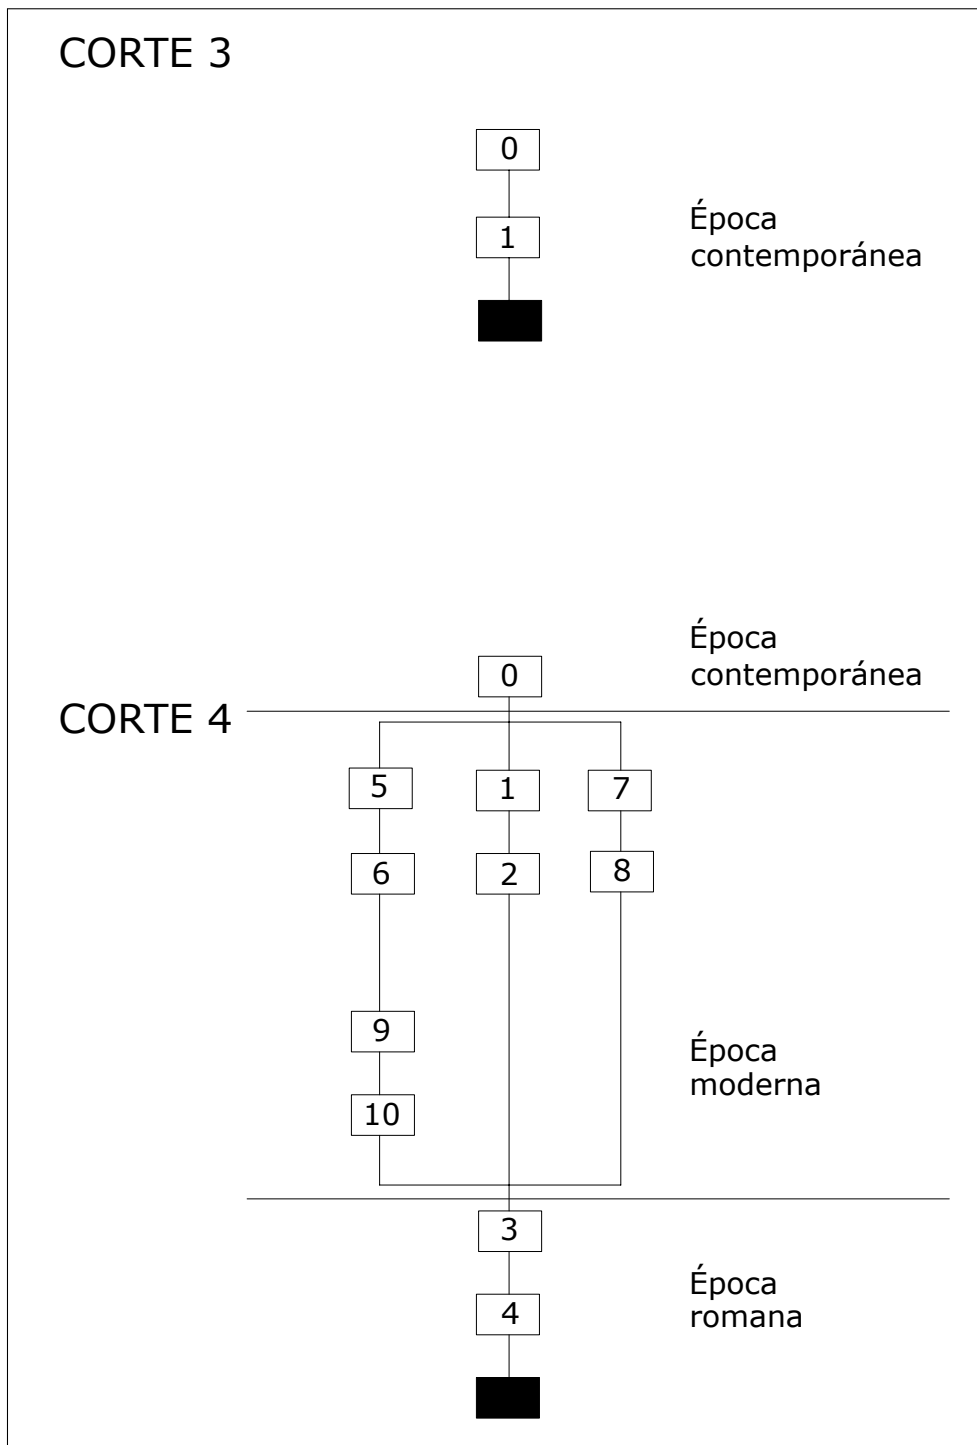 CORTE 3
0
1
Época
contemporánea
Época
contemporánea
0
CORTE 4
5 1 7
6 2 8
9
10
Época
moderna
3
4
Época
romana